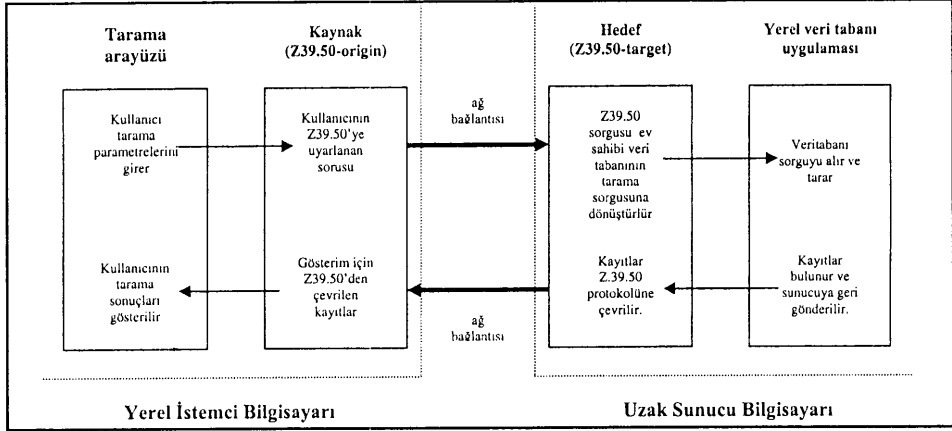 Tarama
arayüzü
Kaynak
(Z39.50-origin)
Hedef
(Z39.50-target)
Yerel veri tabanı
uygulaması
Kullanıcı
tarama
parametrelerini
girer
Kullanıcının
Z39.50'ye
uyarlanan
sorusu
ağ
bağlantısı
Z39.50
sorgusu ev
sahibi veri
tabanının
tarama
sorgusuna
dönüştürlür
Veritabanı
sorguyu alır ve
tarar
Kullanıcının
tarama
sonuçları
gösterilir
Gösterim için
Z39.50'den
çevrilen
kayıtlar
ağ
bağlantısı
Kayıtlar
Z.39.50
protokolüne
çevrilir.
Kayıtlar
bulunur ve
sunucuya geri
gönderilir.
Yerel İstemci Bilgisayarı
Uzak Sunucu Bilgisayarı